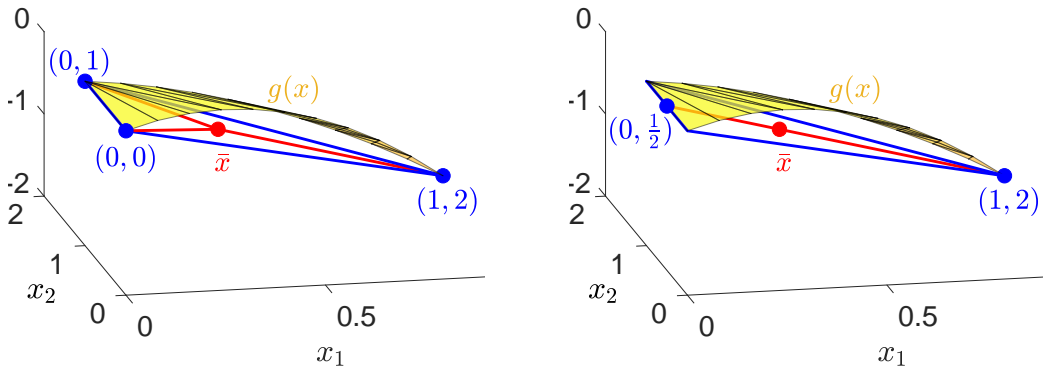 0
(0, 1)
g(x)
-1
(0, 0)
x̄
-2
(1, 2)
2
1
x₂
0
0
0.5
x₁
0
g(x)
-1
(0, ½)
x̄
-2
(1, 2)
2
1
x₂
0
0
0.5
x₁